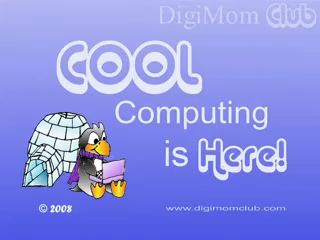 DigiMom Club
COOL
Computing
is Here!
© 2008
www.digimomclub.com